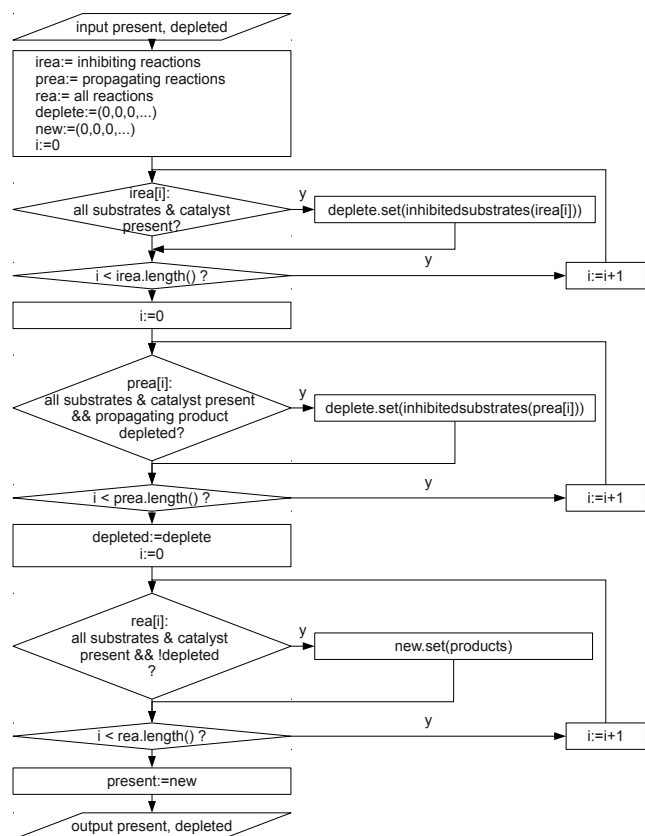 input present, depleted
irea:= inhibiting reactions
prea:= propagating reactions
rea:= all reactions
deplete:=(0,0,0,...)
new:=(0,0,0,...)
i:=0
irea[i]:
all substrates & catalyst
present?
y
deplete.set(inhibitedsubstrates(irea[i]))
i < irea.length() ?
y
i:=i+1
i:=0
prea[i]:
all substrates & catalyst present
&& propagating product
depleted?
y
deplete.set(inhibitedsubstrates(prea[i]))
i < prea.length() ?
y
i:=i+1
depleted:=deplete
i:=0
rea[i]:
all substrates & catalyst
present && !depleted
?
y
new.set(products)
i < rea.length() ?
y
i:=i+1
present:=new
output present, depleted